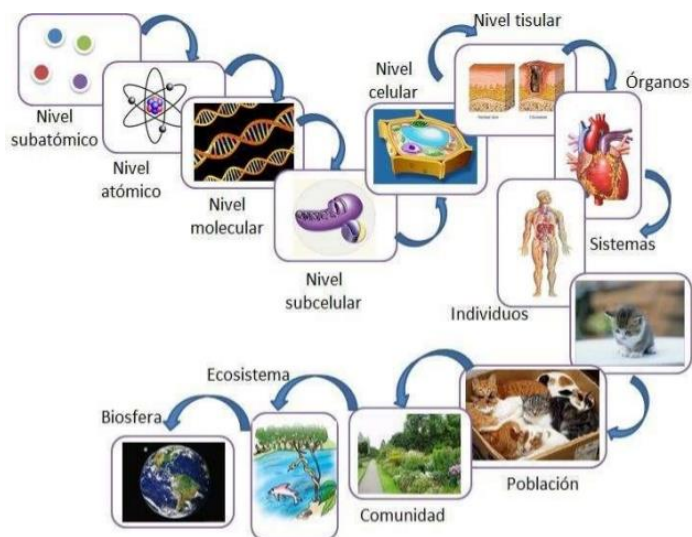 Nivel
subatómico
Nivel
atómico
Nivel
molecular
Nivel
subcelular
Nivel
celular
Nivel tisular
Órganos
Sistemas
Individuos
Población
Comunidad
Ecosistema
Biosfera